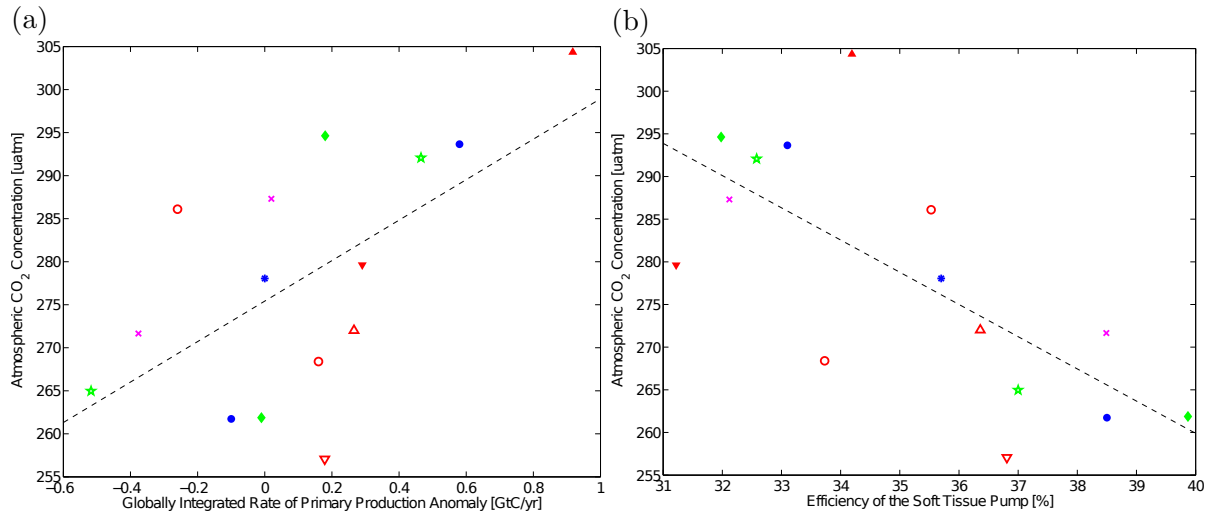 (a)
305
300
295
290
285
280
275
270
265
260
255
Atmospheric CO2 Concentration [uatm]
-0.6 -0.4 -0.2 0 0.2 0.4 0.6 0.8 1
Globally Integrated Rate of Primary Production Anomaly [GtC/yr]
(b)
305
300
295
290
285
280
275
270
265
260
255
Atmospheric CO2 Concentration [uatm]
31 32 33 34 35 36 37 38 39 40
Efficiency of the Soft Tissue Pump [%]